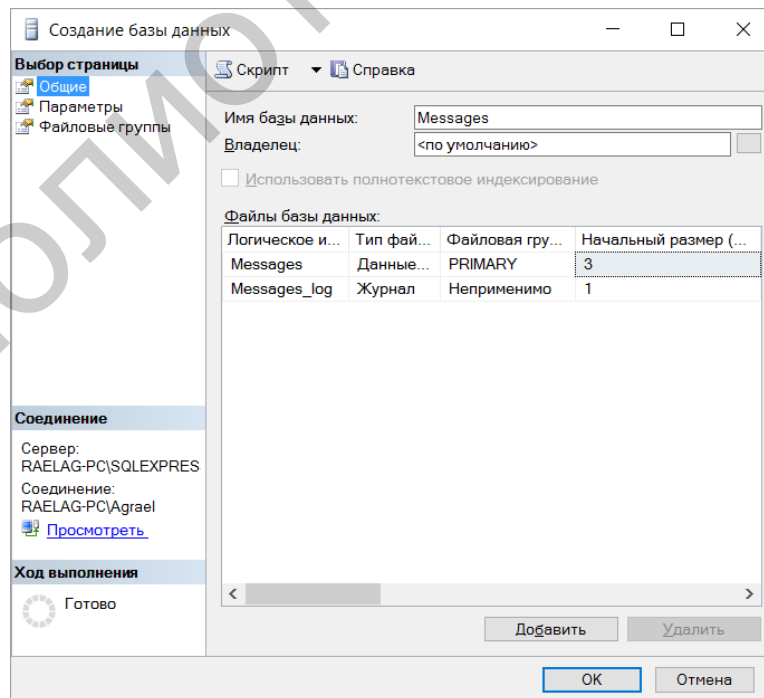 Создание базы данных
Выбор страницы
Общие
Параметры
Файловые группы
Скрипт
Справка
Имя базы данных:
Messages
Владелец:
<по умолчанию>
Использовать полнотекстовое индексирование
Файлы базы данных:
Логическое и... Тип фай... Файловая гру... Начальный размер (...
Messages Данные... PRIMARY 3
Messages_log Журнал Неприменимо 1
Соединение
Сервер:
RAELAG-PC\SQLEXPRES
Соединение:
RAELAG-PC\Agrael
Просмотреть
Ход выполнения
Готово
Добавить
Удалить
OK
Отмена